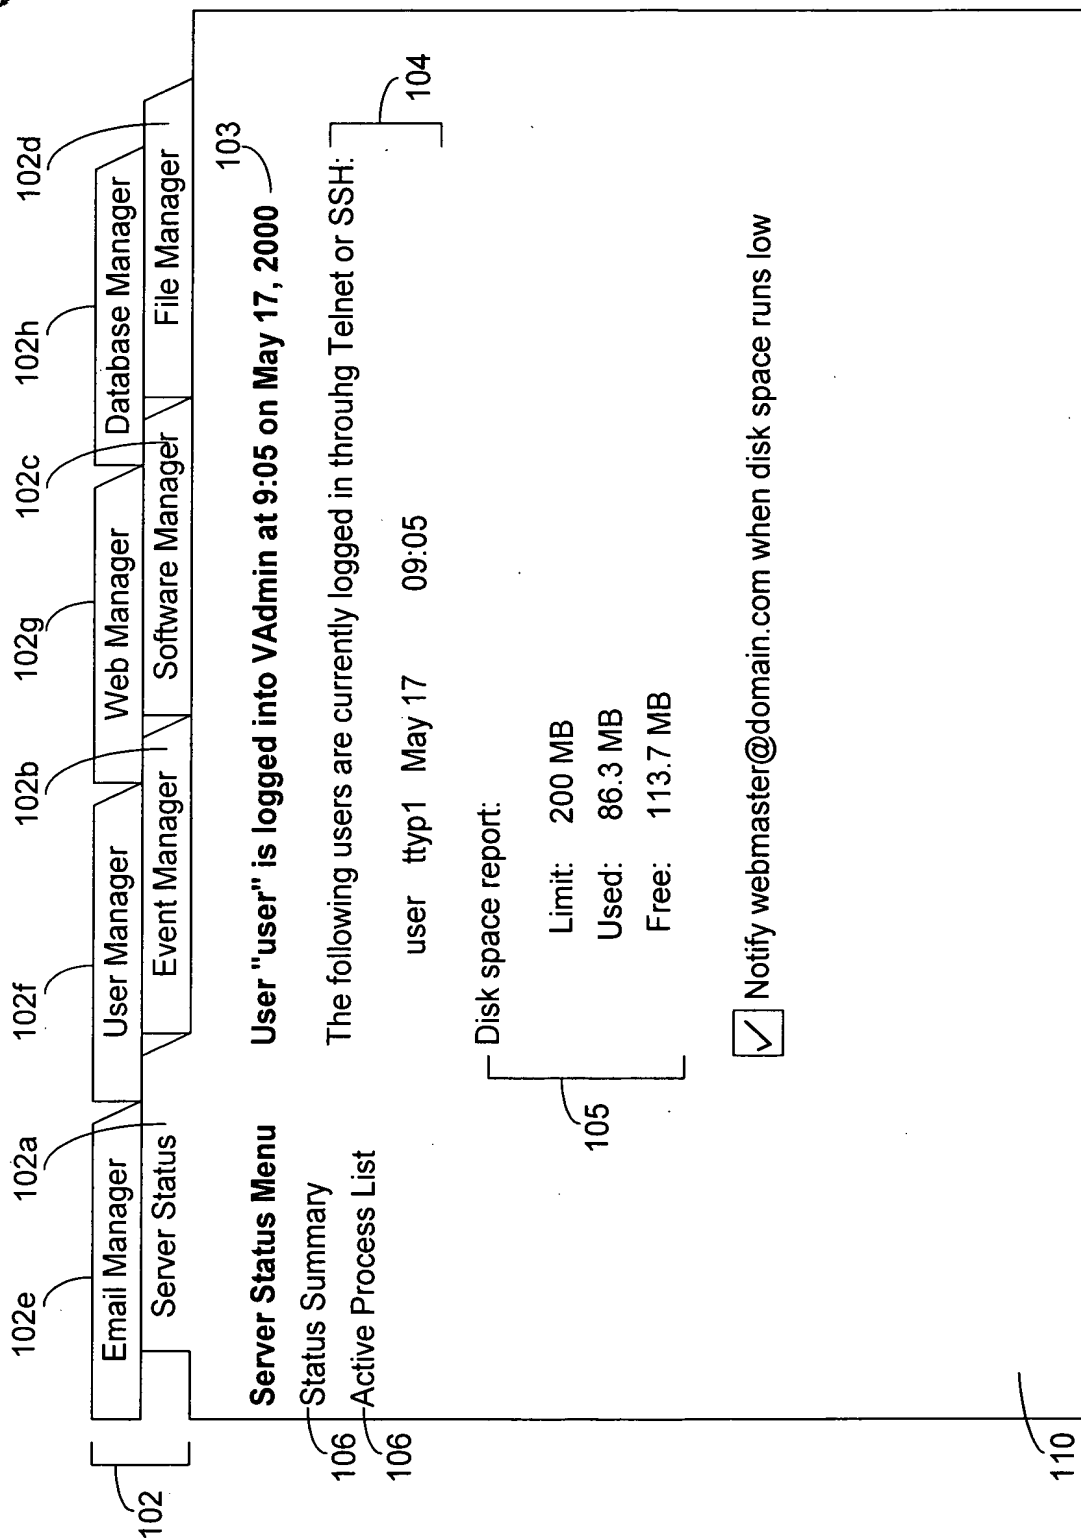 102e 102a 102f 102b 102g 102c 102h 102d
102
Email Manager User Manager Web Manager Database Manager
Server Status Event Manager Software Manager File Manager
103
Server Status Menu User "user" is logged into VAdmin at 9:05 on May 17, 2000
106 Status Summary The following users are currently logged in throuhg Telnet or SSH:
104
106 Active Process List
user ttyp1 May 17 09:05
Disk space report:
105
Limit: 200 MB
Used: 86.3 MB
Free: 113.7 MB
Notify webmaster@domain.com when disk space runs low
110